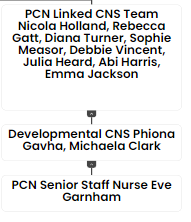 PCN Linked CNS Team
Nicola Holland, Rebecca
Gatt, Diana Turner, Sophie
Measor, Debbie Vincent,
Julia Heard, Abi Harris,
Emma Jackson
Developmental CNS Phiona
Gavha, Michaela Clark
PCN Senior Staff Nurse Eve
Garnham